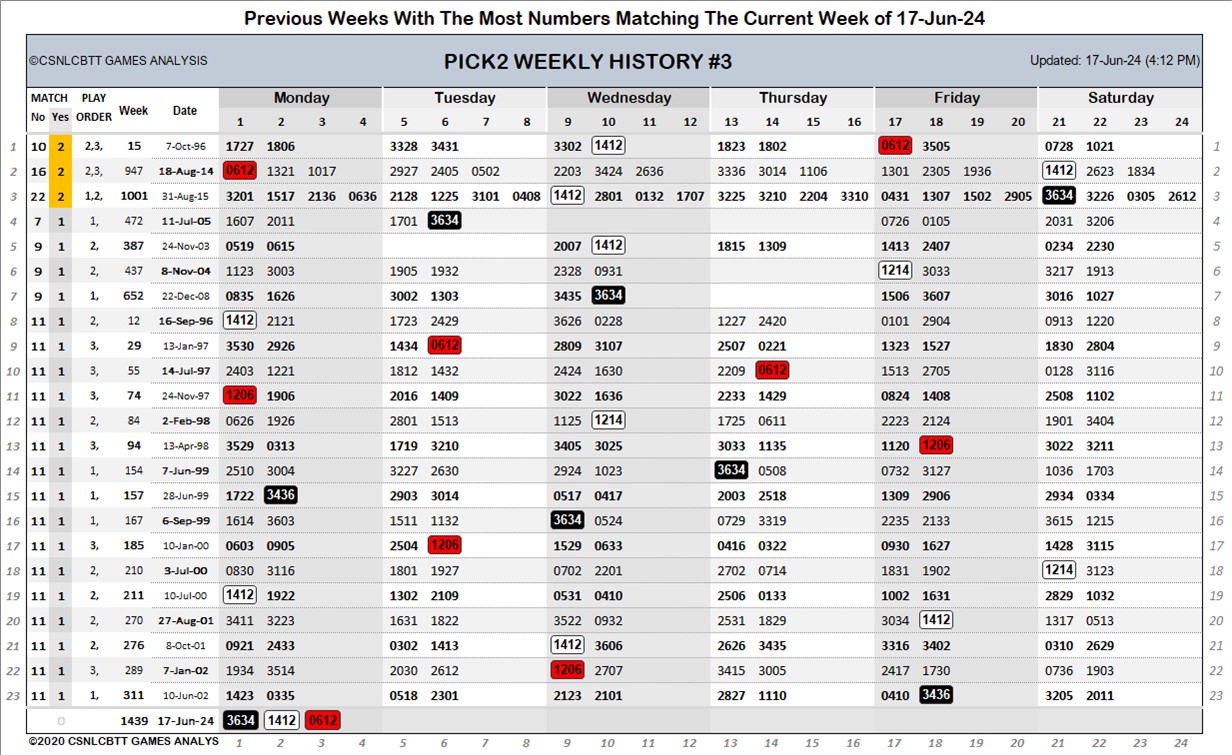 Previous Weeks With The Most Numbers Matching The Current Week of 17-Jun-24
©CSNLCBTT GAMES ANALYSIS PICK2 WEEKLY HISTORY #3 Updated: 17-Jun-24 (4:12 PM)
MATCH PLAY Week Date Monday Tuesday Wednesday Thursday Friday Saturday
No Yes ORDER 1 2 3 4 5 6 7 8 9 10 11 12 13 14 15 16 17 18 19 20 21 22 23 24
1 10 2 2,3, 15 7-Oct-96 1727 1806 3328 3431 3302 1412 1823 1802 0612 3505 0728 1021 1
2 16 2 2,3, 947 18-Aug-14 0612 1321 1017 2927 2405 0502 2203 3424 2636 3336 3014 1106 1301 2305 1936 1412 2623 1834 2
3 22 2 1,2, 1001 31-Aug-15 3201 1517 2136 0636 2128 1225 3101 0408 1412 2801 0132 1707 3225 3210 2204 3310 0431 1307 1502 2905 3634 3226 0305 2612 3
4 7 1 1, 472 11-Jul-05 1607 2011 1701 3634 0726 0105 2031 3206 4
5 9 1 2, 387 24-Nov-03 0519 0615 2007 1412 1815 1309 1413 2407 0234 2230 5
6 9 1 2, 437 8-Nov-04 1123 3003 1905 1932 2328 0931 1214 3033 3217 1913 6
7 9 1 1, 652 22-Dec-08 0835 1626 3002 1303 3435 3634 1506 3607 3016 1027 7
8 11 1 2, 12 16-Sep-96 1412 2121 1723 2429 3626 0228 1227 2420 0101 2904 0913 1220 8
9 11 1 3, 29 13-Jan-97 3530 2926 1434 0612 2809 3107 2507 0221 1323 1527 1830 2804 9
10 11 1 3, 55 14-Jul-97 2403 1221 1812 1432 2424 1630 2209 0612 1513 2705 0128 3116 10
11 11 1 3, 74 24-Nov-97 1206 1906 2016 1409 3022 1636 2233 1429 0824 1408 2508 1102 11
12 11 1 2, 84 2-Feb-98 0626 1926 2801 1513 1125 1214 1725 0611 2223 2124 1901 3404 12
13 11 1 3, 94 13-Apr-98 3529 0313 1719 3210 3405 3025 3033 1135 1120 1206 3022 3211 13
14 11 1 1, 154 7-Jun-99 2510 3004 3227 2630 2924 1023 3634 0508 0732 3127 1036 1703 14
15 11 1 1, 157 28-Jun-99 1722 3436 2903 3014 0517 0417 2003 2518 1309 2906 2934 0334 15
16 11 1 1, 167 6-Sep-99 1614 3603 1511 1132 3634 0524 0729 3319 2235 2133 3615 1215 16
17 11 1 3, 185 10-Jan-00 0603 0905 2504 1206 1529 0633 0416 0322 0930 1627 1428 3115 17
18 11 1 2, 210 3-Jul-00 0830 3116 1801 1927 0702 2201 2702 0714 1831 1902 1214 3123 18
19 11 1 2, 211 10-Jul-00 1412 1922 1302 2109 0531 0410 2506 0133 1002 1631 2829 1032 19
20 11 1 2, 270 27-Aug-01 3411 3223 1631 1822 3522 0932 2531 1829 3034 1412 1317 0513 20
21 11 1 2, 276 8-Oct-01 0921 2433 0302 1413 1412 3606 2626 3435 3316 3402 0310 2629 21
22 11 1 3, 289 7-Jan-02 1934 3514 2030 2612 1206 2707 3415 3005 2417 1730 0736 1903 22
23 11 1 1, 311 10-Jun-02 1423 0335 0518 2301 2123 2101 2827 1110 0410 3436 3205 2011 23
0 1439 17-Jun-24 3634 1412 0612
©2020 CSNLCBTT GAMES ANALYS 1 2 3 4 5 6 7 8 9 10 11 12 13 14 15 16 17 18 19 20 21 22 23 24